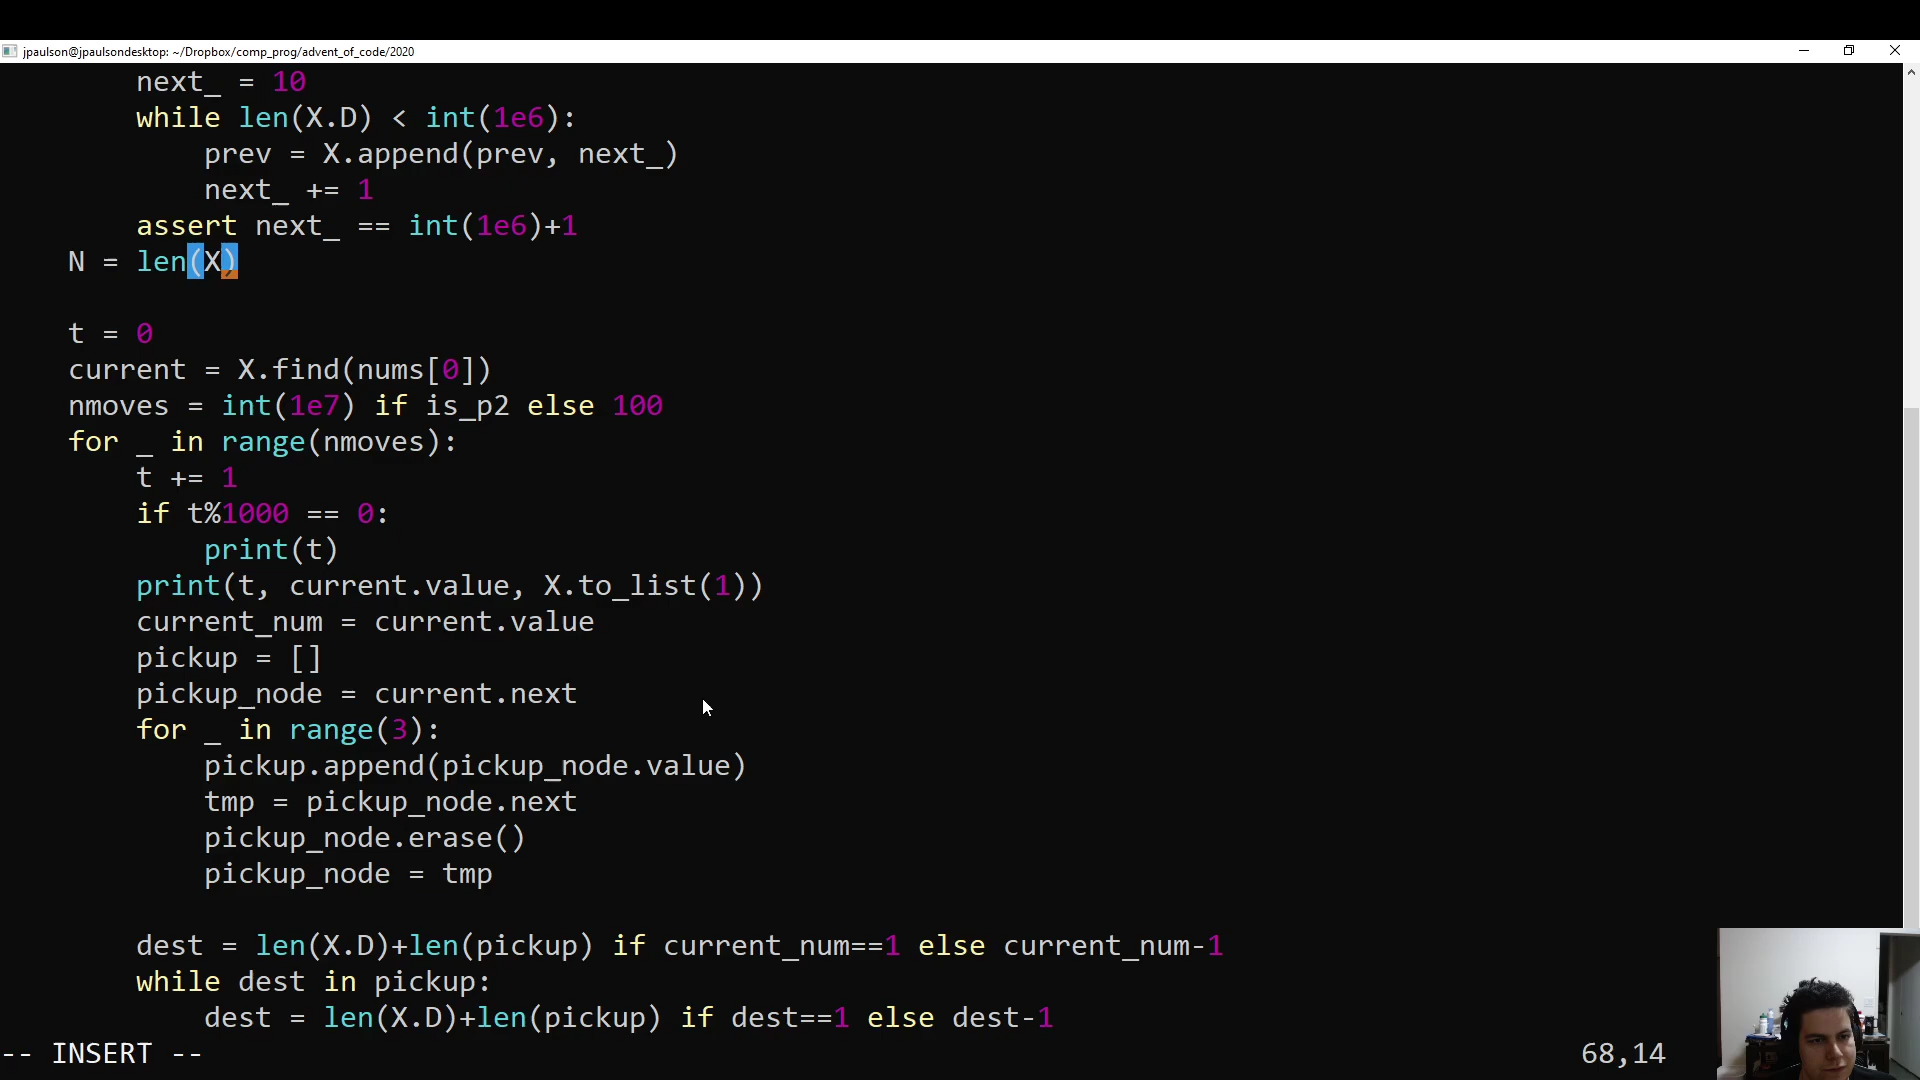 jpaulson@jpaulsondesktop: ~/Dropbox/comp_prog/advent_of_code/2020
next_ = 10
while len(X.D) < int(1e6):
prev = X.append(prev, next_)
next_ += 1
assert next_ == int(1e6)+1
N = len(X)
t = 0
current = X.find(nums[0])
nmoves = int(1e7) if is_p2 else 100
for _ in range(nmoves):
t += 1
if t%1000 == 0:
print(t)
print(t, current.value, X.to_list(1))
current_num = current.value
pickup = []
pickup_node = current.next
for _ in range(3):
pickup.append(pickup_node.value)
tmp = pickup_node.next
pickup_node.erase()
pickup_node = tmp
dest = len(X.D)+len(pickup) if current_num==1 else current_num-1
while dest in pickup:
dest = len(X.D)+len(pickup) if dest==1 else dest-1
-- INSERT -- 68,14